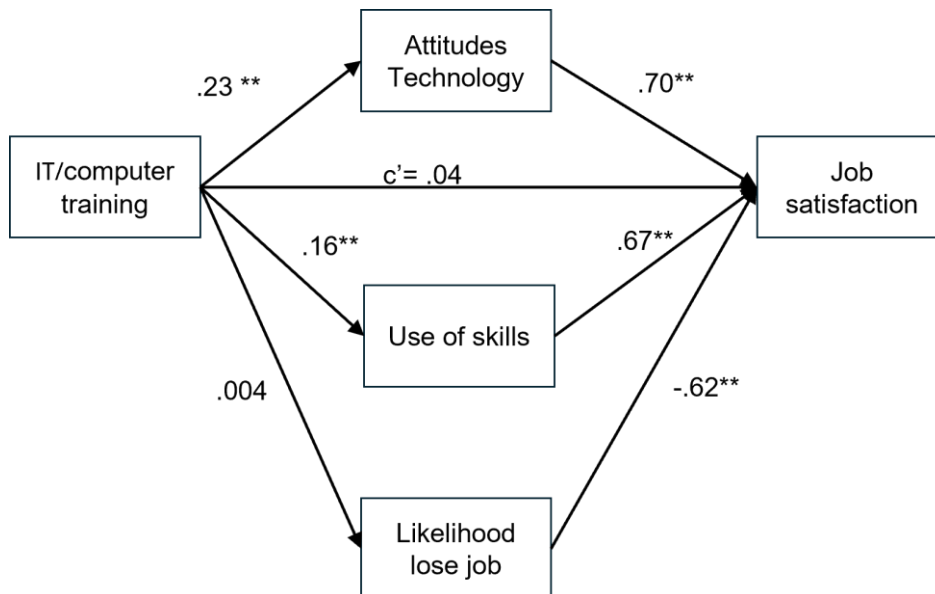 Attitudes
Technology
.23 **
.70**
IT/computer
training
c’= .04
Job
satisfaction
.16**
.67**
Use of skills
.004
-.62**
Likelihood
lose job